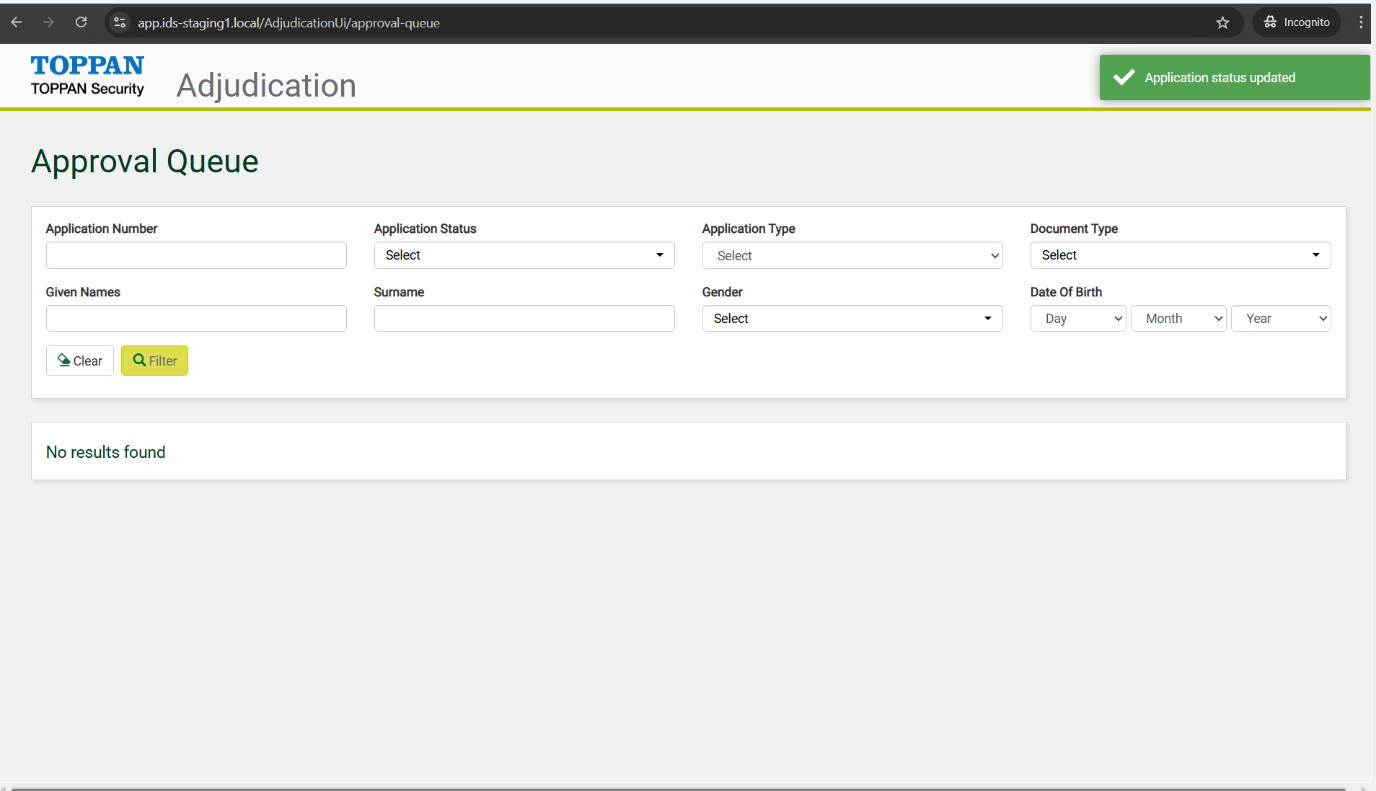 app.ids-staging1.local/AdjudicationUi/approval-queue
Incognito
TOPPAN
TOPPAN Security
Adjudication
Application status updated
Approval Queue
Application Number
Application Status
Application Type
Document Type
Select
Select
Select
Given Names
Surname
Gender
Date Of Birth
Select
Day
Month
Year
Clear
Filter
No results found